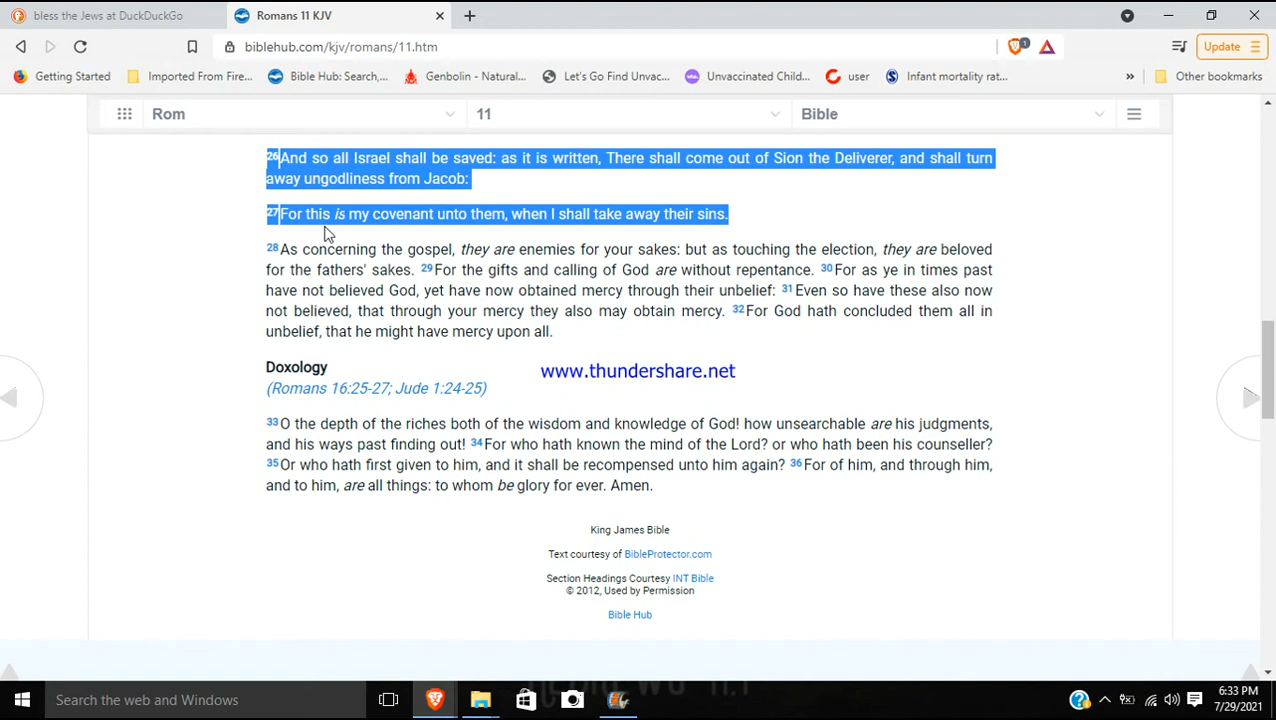 bless the Jews at DuckDuckGo
Romans 11 KJV
biblehub.com/kjv/romans/11.htm
1
Update
Getting Started
Imported From Fire...
Bible Hub: Search,...
Genbolin - Natural...
Let's Go Find Unvac...
Unvaccinated Child...
user
Infant mortality rat...
»
Other bookmarks
Rom
11
Bible
26And so all Israel shall be saved: as it is written, There shall come out of Sion the Deliverer, and shall turn
away ungodliness from Jacob:
27For this is my covenant unto them, when I shall take away their sins.
28As concerning the gospel, they are enemies for your sakes: but as touching the election, they are beloved
for the fathers' sakes. 29For the gifts and calling of God are without repentance. 30For as ye in times past
have not believed God, yet have now obtained mercy through their unbelief: 31Even so have these also now
not believed, that through your mercy they also may obtain mercy. 32For God hath concluded them all in
unbelief, that he might have mercy upon all.
Doxology
(Romans 16:25-27; Jude 1:24-25)
www.thundershare.net
33O the depth of the riches both of the wisdom and knowledge of God! how unsearchable are his judgments,
and his ways past finding out! 34For who hath known the mind of the Lord? or who hath been his counseller?
35Or who hath first given to him, and it shall be recompensed unto him again? 36For of him, and through him,
and to him, are all things: to whom be glory for ever. Amen.
King James Bible
Text courtesy of BibleProtector.com
Section Headings Courtesy INT Bible
© 2012, Used by Permission
Bible Hub
Search the web and Windows
6:33 PM
7/29/2021